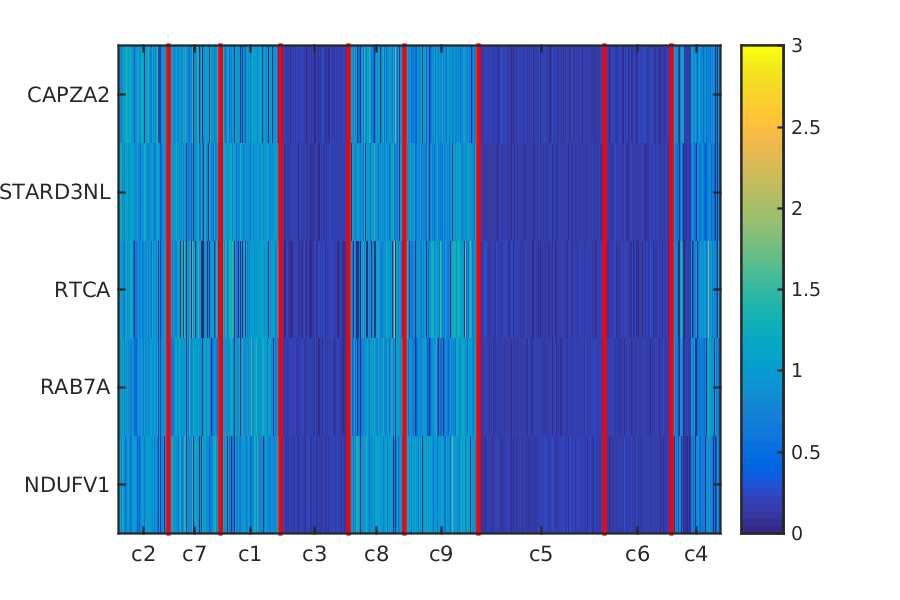 CAPZA2
STARD3NL
RTCA
RAB7A
NDUFV1
c2 c7 c1 c3 c8 c9 c5 c6 c4
3
2.5
2
1.5
1
0.5
0